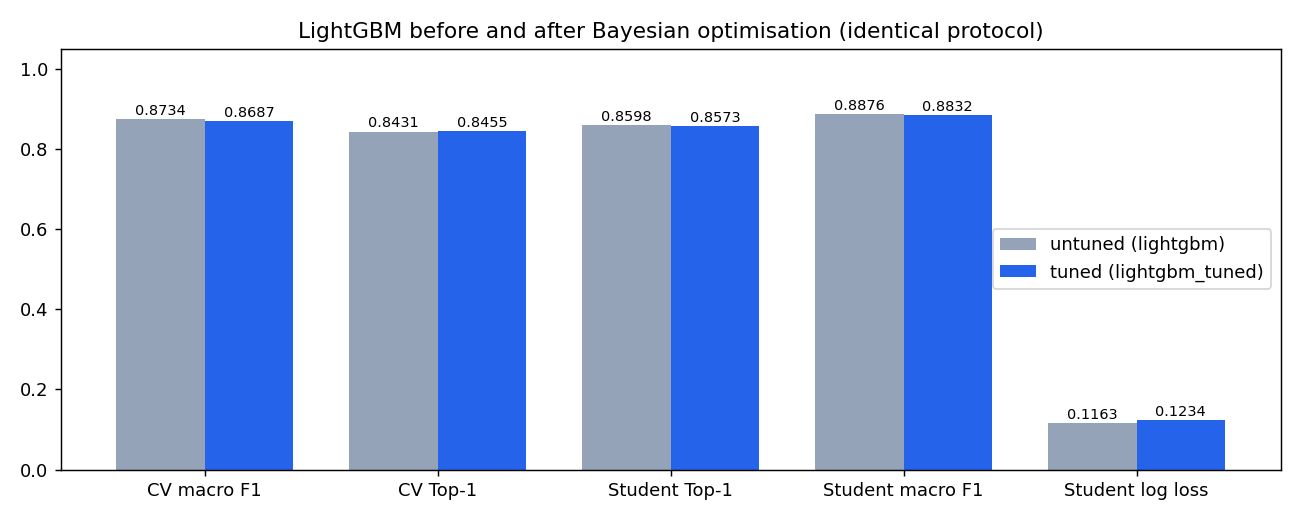 LightGBM before and after Bayesian optimisation (identical protocol)
1.0
0.8
0.6
0.4
0.2
0.0
0.8734
0.8687
0.8431
0.8455
0.8598
0.8573
0.8876
0.8832
0.1163
0.1234
untuned (lightgbm)
tuned (lightgbm_tuned)
CV macro F1
CV Top-1
Student Top-1
Student macro F1
Student log loss